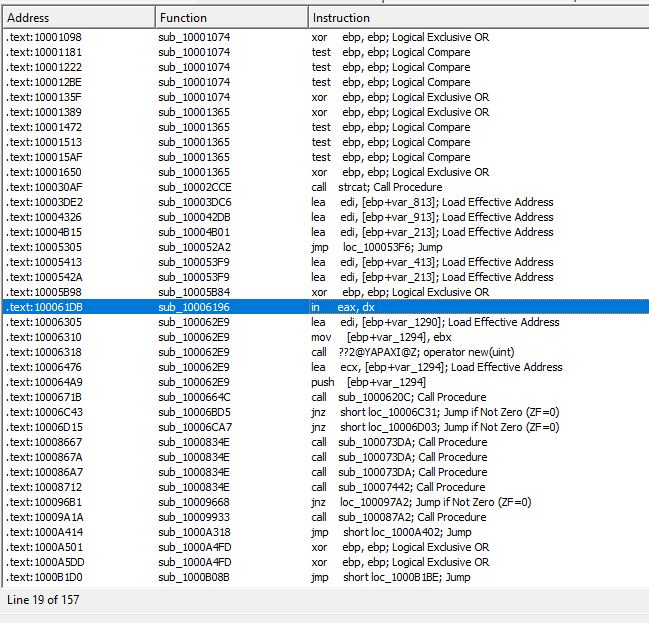 Address Function Instruction
.text:10001098 sub_10001074 xor ebp, ebp; Logical Exclusive OR
.text:10001181 sub_10001074 test ebp, ebp; Logical Compare
.text:10001222 sub_10001074 test ebp, ebp; Logical Compare
.text:100012BE sub_10001074 test ebp, ebp; Logical Compare
.text:1000135F sub_10001074 xor ebp, ebp; Logical Exclusive OR
.text:10001389 sub_10001365 xor ebp, ebp; Logical Exclusive OR
.text:10001472 sub_10001365 test ebp, ebp; Logical Compare
.text:10001513 sub_10001365 test ebp, ebp; Logical Compare
.text:100015AF sub_10001365 test ebp, ebp; Logical Compare
.text:10001650 sub_10001365 xor ebp, ebp; Logical Exclusive OR
.text:100030AF sub_10002CCE call strcat; Call Procedure
.text:10003DE2 sub_10003DC6 lea edi, [ebp+var_813]; Load Effective Address
.text:10004326 sub_100042DB lea edi, [ebp+var_913]; Load Effective Address
.text:10004B15 sub_10004B01 lea edi, [ebp+var_213]; Load Effective Address
.text:10005305 sub_100052A2 jmp loc_100053F6; Jump
.text:10005413 sub_100053F9 lea edi, [ebp+var_413]; Load Effective Address
.text:1000542A sub_100053F9 lea edi, [ebp+var_213]; Load Effective Address
.text:10005B98 sub_10005B84 xor ebp, ebp; Logical Exclusive OR
.text:100061DB sub_10006196 in eax, dx
.text:10006305 sub_100062E9 lea edi, [ebp+var_1290]; Load Effective Address
.text:10006310 sub_100062E9 mov [ebp+var_1294], ebx
.text:10006318 sub_100062E9 call ??2@YAPAXI@Z; operator new(uint)
.text:10006476 sub_100062E9 lea ecx, [ebp+var_1294]; Load Effective Address
.text:100064A9 sub_100062E9 push [ebp+var_1294]
.text:1000671B sub_1000664C call sub_1000620C; Call Procedure
.text:10006C43 sub_10006BD5 jnz short loc_10006C31; Jump if Not Zero (ZF=0)
.text:10006D15 sub_10006CA7 jnz short loc_10006D03; Jump if Not Zero (ZF=0)
.text:10008667 sub_1000834E call sub_100073DA; Call Procedure
.text:1000867A sub_1000834E call sub_100073DA; Call Procedure
.text:100086A7 sub_1000834E call sub_100073DA; Call Procedure
.text:10008712 sub_1000834E call sub_10007442; Call Procedure
.text:100096B1 sub_10009668 jnz loc_100097A2; Jump if Not Zero (ZF=0)
.text:10009A1A sub_10009933 call sub_100087A2; Call Procedure
.text:1000A414 sub_1000A318 jmp short loc_1000A402; Jump
.text:1000A501 sub_1000A4FD xor ebp, ebp; Logical Exclusive OR
.text:1000A5DD sub_1000A4FD xor ebp, ebp; Logical Exclusive OR
.text:1000B1D0 sub_1000B08B jmp short loc_1000B1BE; Jump
Line 19 of 157